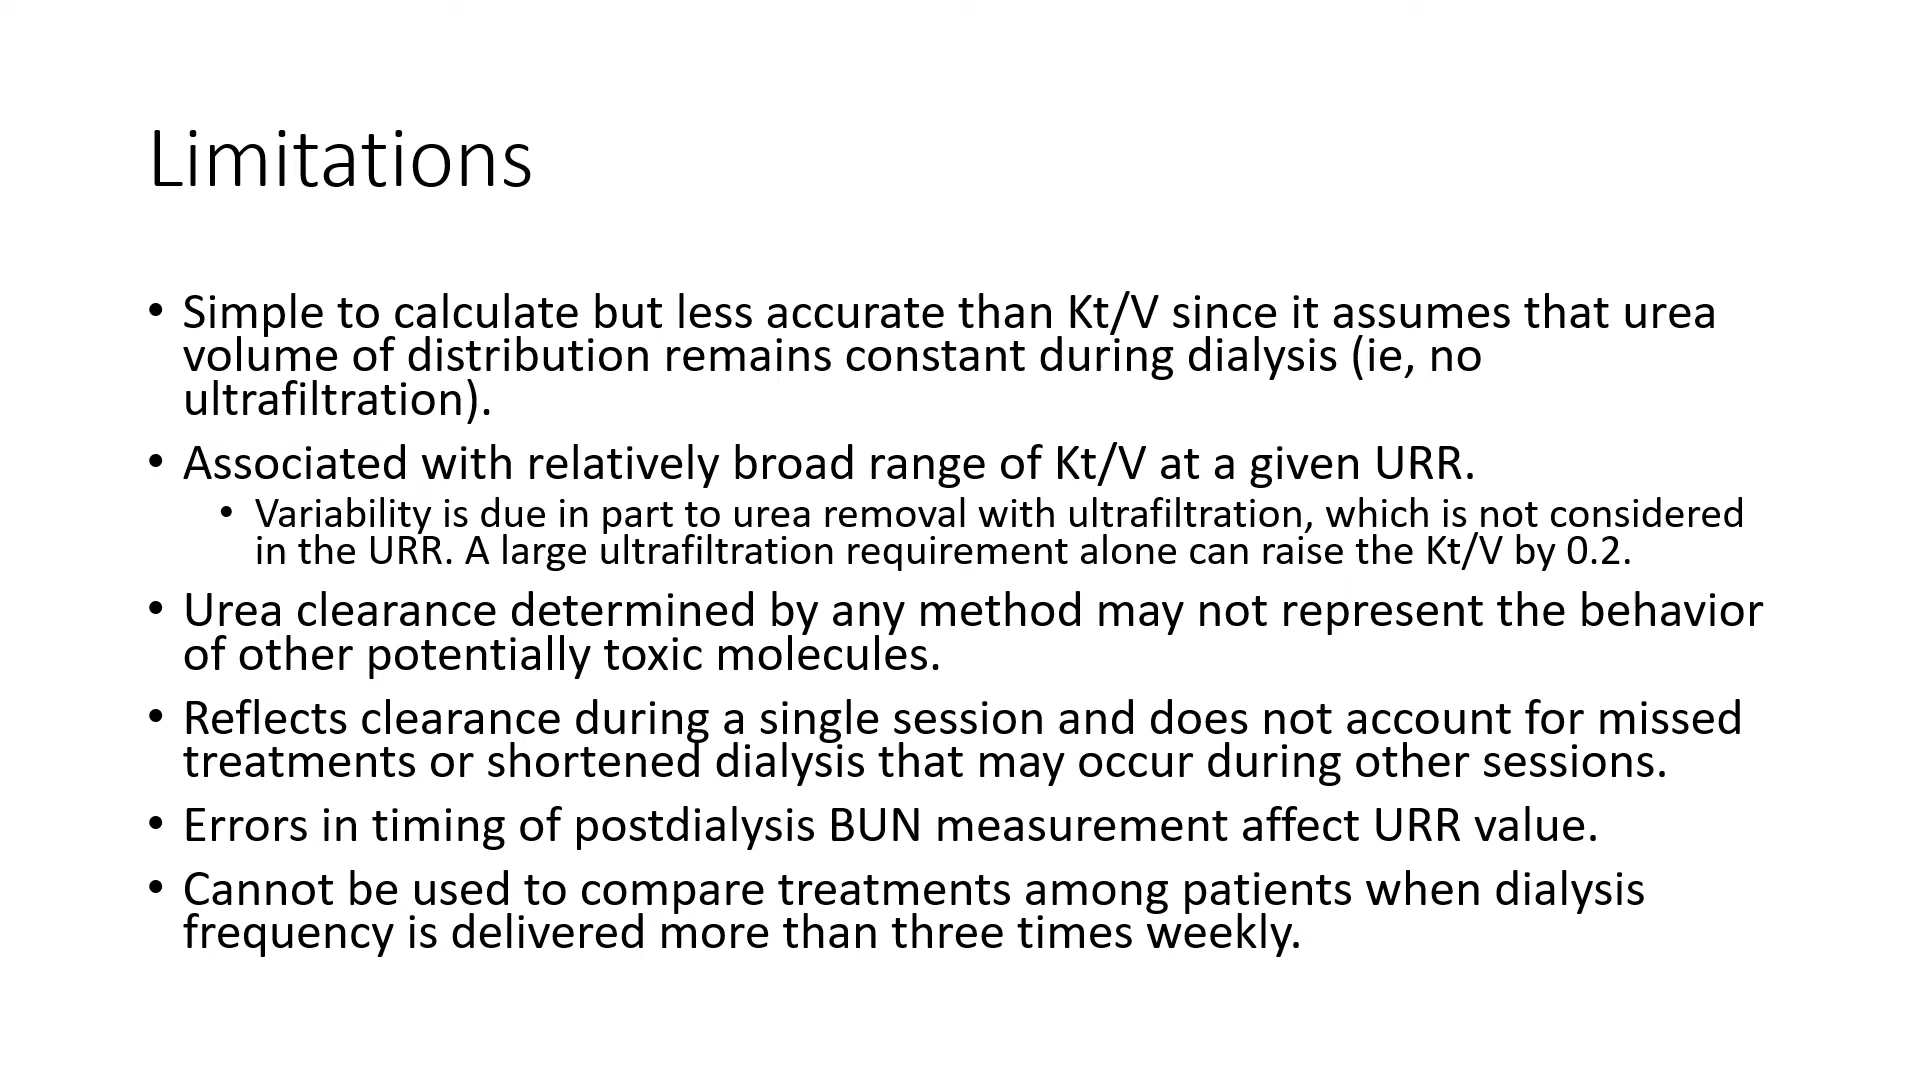 Limitations
• Simple to calculate but less accurate than Kt/V since it assumes that urea
volume of distribution remains constant during dialysis (ie, no
ultrafiltration).
• Associated with relatively broad range of Kt/V at a given URR.
• Variability is due in part to urea removal with ultrafiltration, which is not considered
in the URR. A large ultrafiltration requirement alone can raise the Kt/V by 0.2.
• Urea clearance determined by any method may not represent the behavior
of other potentially toxic molecules.
• Reflects clearance during a single session and does not account for missed
treatments or shortened dialysis that may occur during other sessions.
• Errors in timing of postdialysis BUN measurement affect URR value.
• Cannot be used to compare treatments among patients when dialysis
frequency is delivered more than three times weekly.